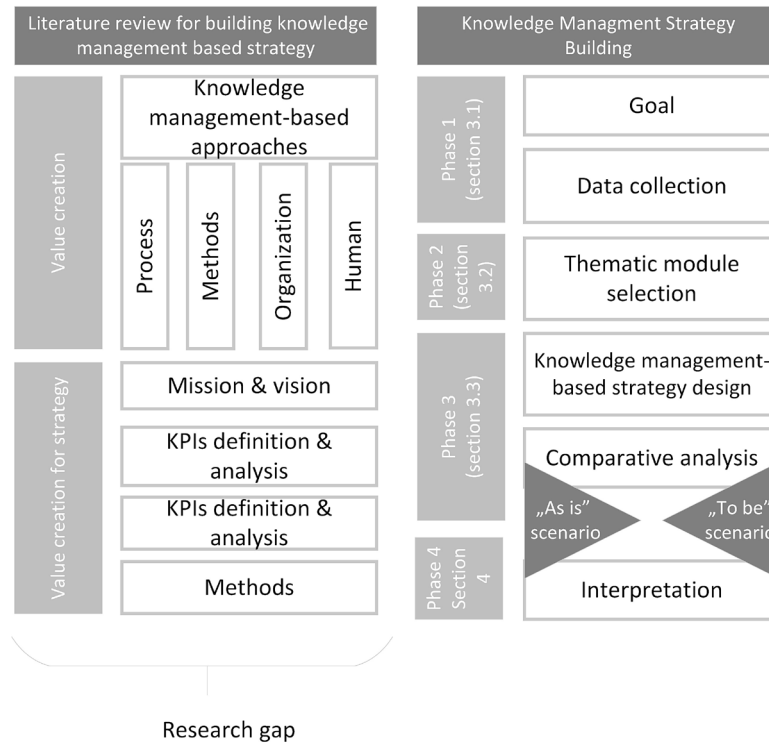 Literature review for building knowledge
management based strategy
Value creation
Knowledge
management-based
approaches
Process
Methods
Organization
Human
Value creation for strategy
Mission & vision
KPIs definition &
analysis
KPIs definition &
analysis
Methods
Research gap
Knowledge Managment Strategy
Building
Phase 1
(section 3.1)
Goal
Data collection
Phase 2
(section
3.2)
Thematic module
selection
Phase 3
(section 3.3)
Knowledge management-
based strategy design
Comparative analysis
„As is”
scenario
„To be”
scenario
Phase 4
Section
4
Interpretation